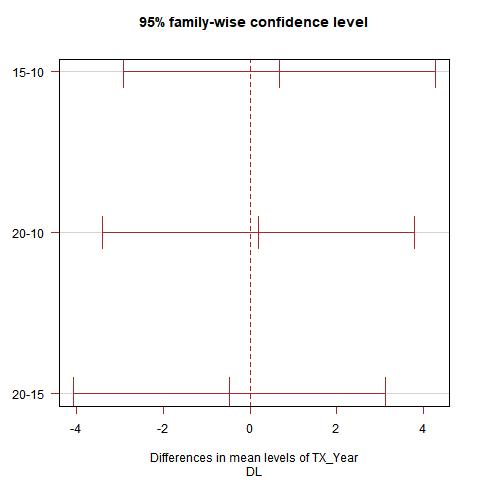 95% family-wise confidence level
15-10
20-10
20-15
-4 -2 0 2 4
Differences in mean levels of TX_Year
DL